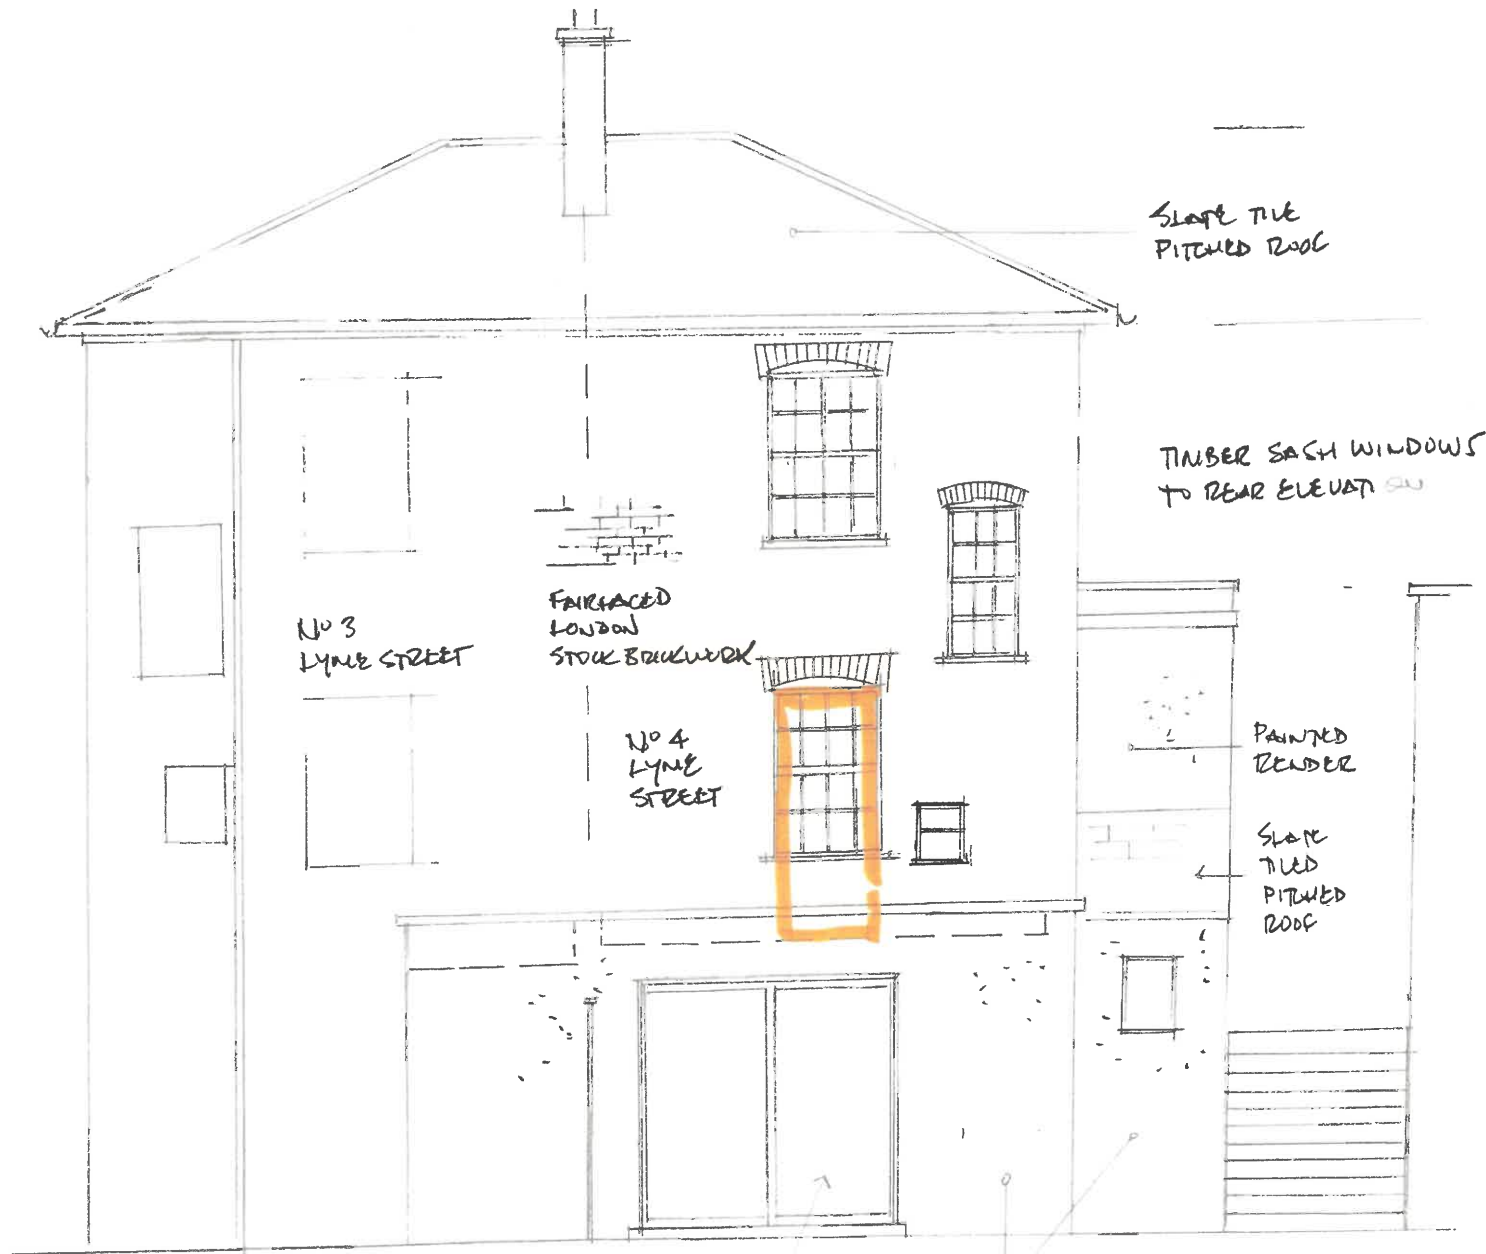 SLATE TILE
PITCHED ROOF
TIMBER SASH WINDOWS
TO REAR ELEVATION
FAIRFACED
LONDON
STOCK BRICKWORK
Nº 3
LYME STREET
Nº 4
LYME
STREET
PAINTED
RENDER
SLATE
TILED
PITCHED
ROOF